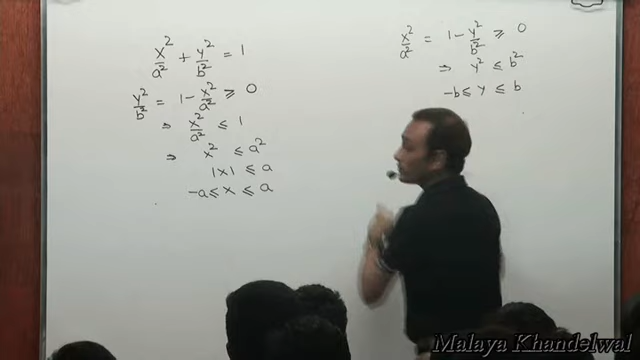 x²/a² + y²/b² = 1
y²/b² = 1 - x²/a² ≥ 0
⇒ x²/a² ≤ 1
⇒ x² ≤ a²
|x| ≤ a
-a ≤ x ≤ a
x²/a² = 1 - y²/b² ≥ 0
⇒ y² ≤ b²
-b ≤ y ≤ b
Malaya Khandelwal